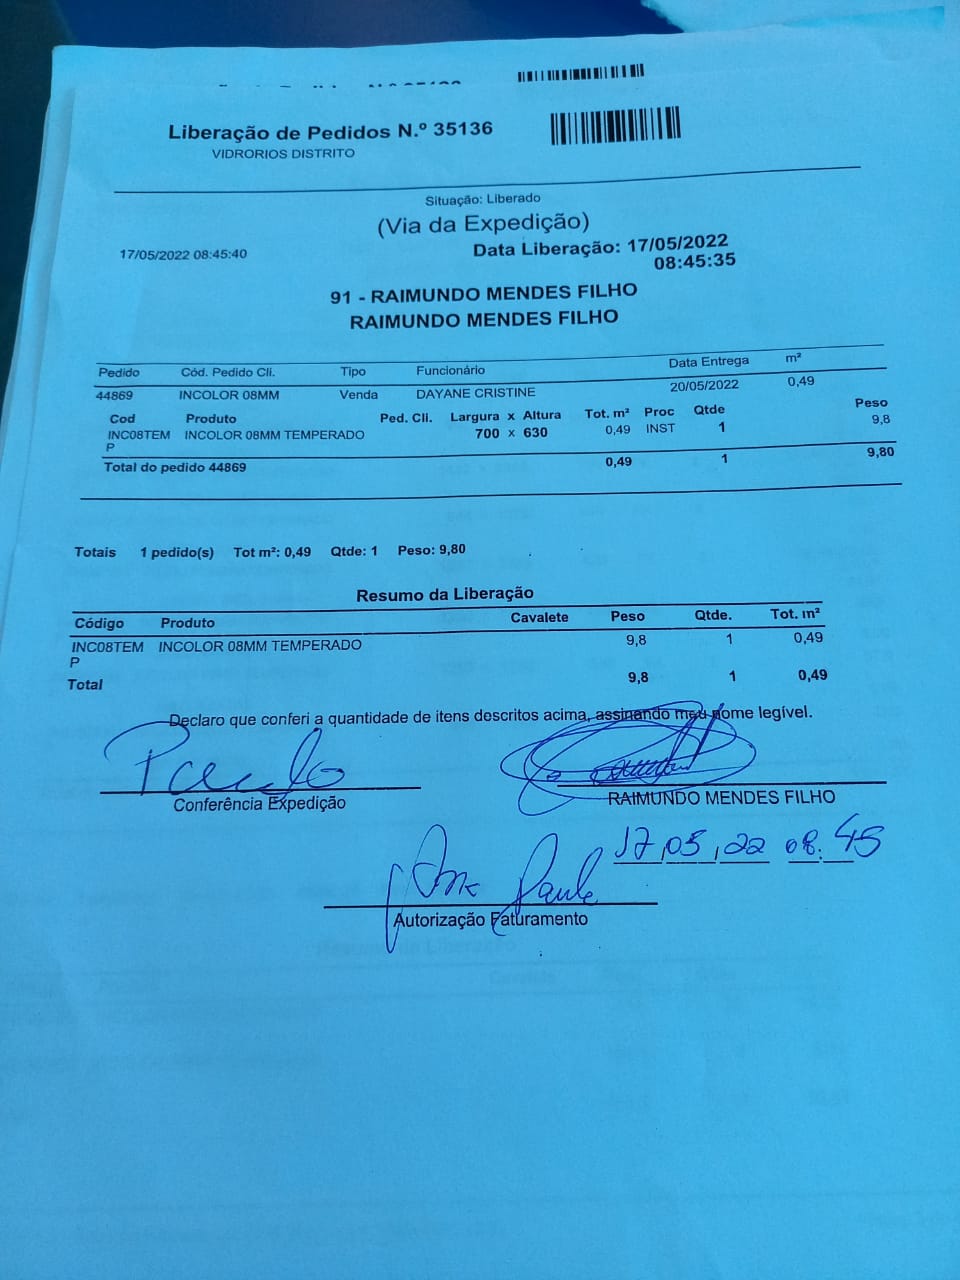 Liberação de Pedidos N.º 35136
VIDRORIOS DISTRITO
Situação: Liberado
(Via da Expedição)
17/05/2022 08:45:40
Data Liberação: 17/05/2022
08:45:35
91 - RAIMUNDO MENDES FILHO
RAIMUNDO MENDES FILHO
Pedido Cód. Pedido Cli. Tipo Funcionário Data Entrega m²
44869 INCOLOR 08MM Venda DAYANE CRISTINE 20/05/2022 0,49
Cod Produto Ped. Cli. Largura x Altura Tot. m² Proc Qtde Peso
INC08TEM INCOLOR 08MM TEMPERADO 700 x 630 0,49 INST 1 9,8
P
Total do pedido 44869 0,49 1 9,80
Totais 1 pedido(s) Tot m²: 0,49 Qtde: 1 Peso: 9,80
Resumo da Liberação
Código Produto Cavalete Peso Qtde. Tot. m²
INC08TEM INCOLOR 08MM TEMPERADO 9,8 1 0,49
P
Total 9,8 1 0,49
Declaro que conferi a quantidade de itens descritos acima, assinando meu nome legível.
Conferência Expedição
RAIMUNDO MENDES FILHO
17,05,22 08:45
Ana Paula
Autorização Faturamento